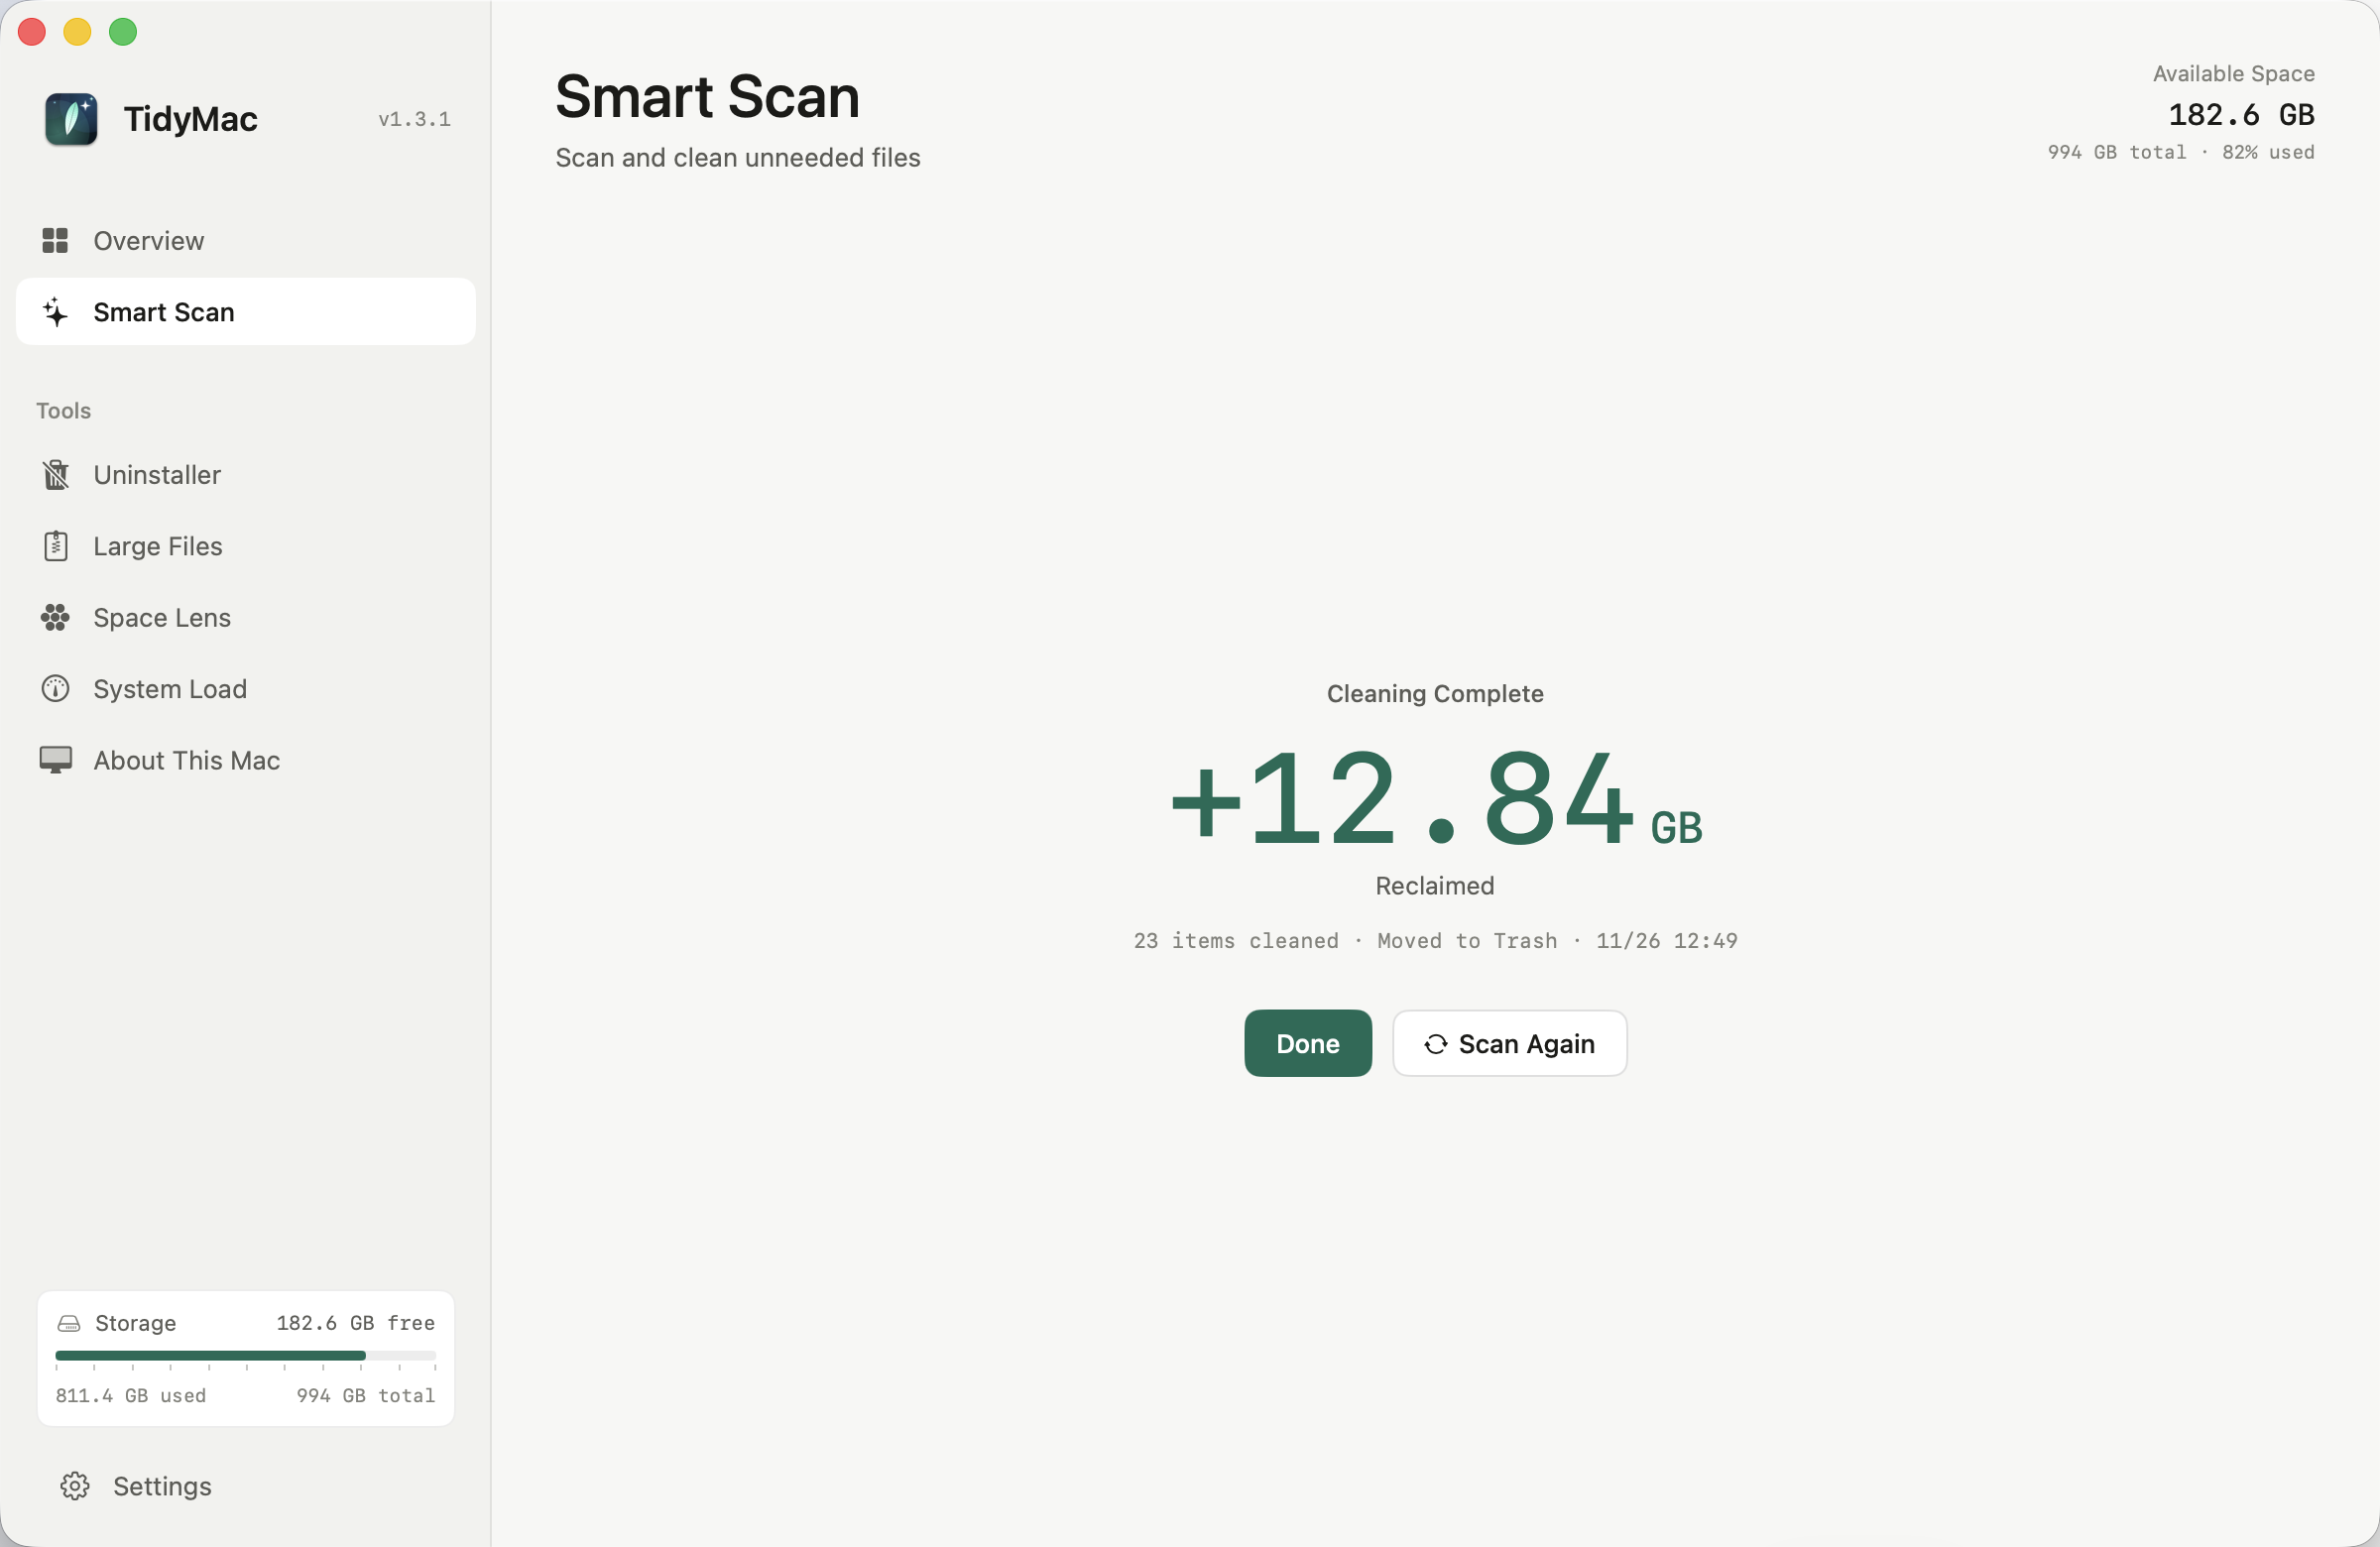 TidyMac
v1.3.1
Overview
Smart Scan
Tools
Uninstaller
Large Files
Space Lens
System Load
About This Mac
Storage
182.6 GB free
811.4 GB used
994 GB total
Settings
Smart Scan
Scan and clean unneeded files
Available Space
182.6 GB
994 GB total · 82% used
Cleaning Complete
+12.84 GB
Reclaimed
23 items cleaned · Moved to Trash · 11/26 12:49
Done
Scan Again